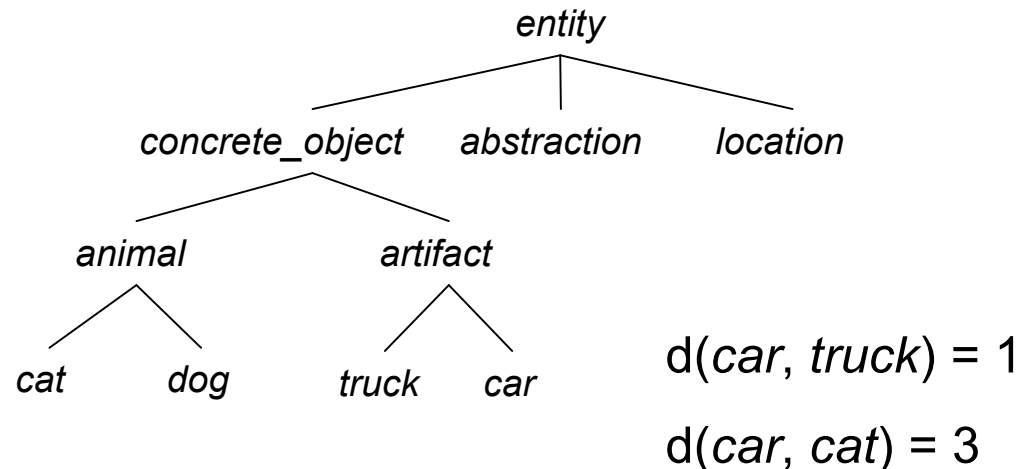 entity
concrete_object abstraction location
animal artifact
cat dog truck car
d(car, truck) = 1
d(car, cat) = 3